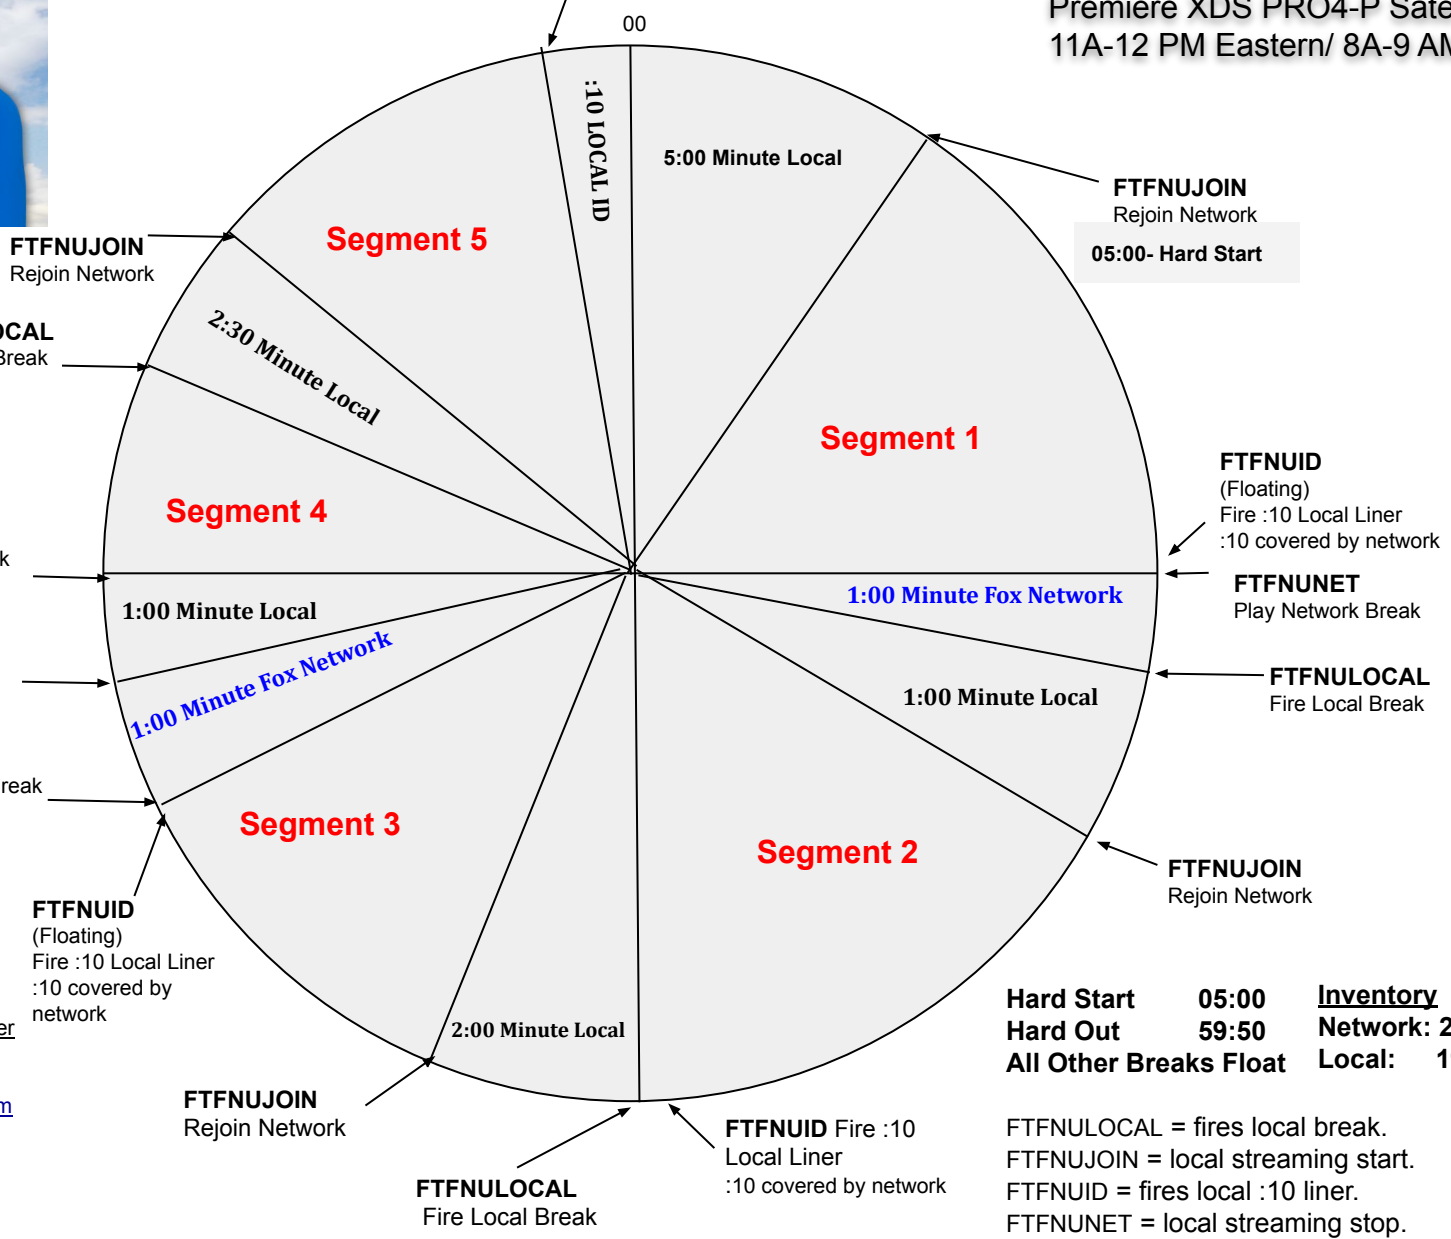 00
Premiere XDS PRO4-P
11A-12 PM Eastern/ 8A-9
:10 LOCAL ID
5:00 Minute Local
FTFNUJOIN
Rejoin Network
05:00- Hard Start
Segment 5
FTFNUJOIN
Rejoin Network
2:30 Minute Local
Break
Segment 1
FTFNUID
(Floating)
Fire :10 Local Liner
:10 covered by network
Segment 4
1:00 Minute Local
1:00 Minute Fox Network
FTFNUNET
Play Network Break
1:00 Minute Fox Network
1:00 Minute Local
FTFNULOCAL
Fire Local Break
Segment 3
Segment 2
FTFNUJOIN
Rejoin Network
FTFNUID
(Floating)
Fire :10 Local Liner
:10 covered by
network
2:00 Minute Local
Hard Start 05:00
Hard Out 59:50
All Other Breaks Float
Inventory
Network:
Local:
FTFNUJOIN
Rejoin Network
FTFNULOCAL
Fire Local Break
FTFNUID Fire :10
Local Liner
:10 covered by network
FTFNULOCAL = fires local break.
FTFNUJOIN = local streaming start.
FTFNUID = fires local :10 liner.
FTFNUNET = local streaming stop.